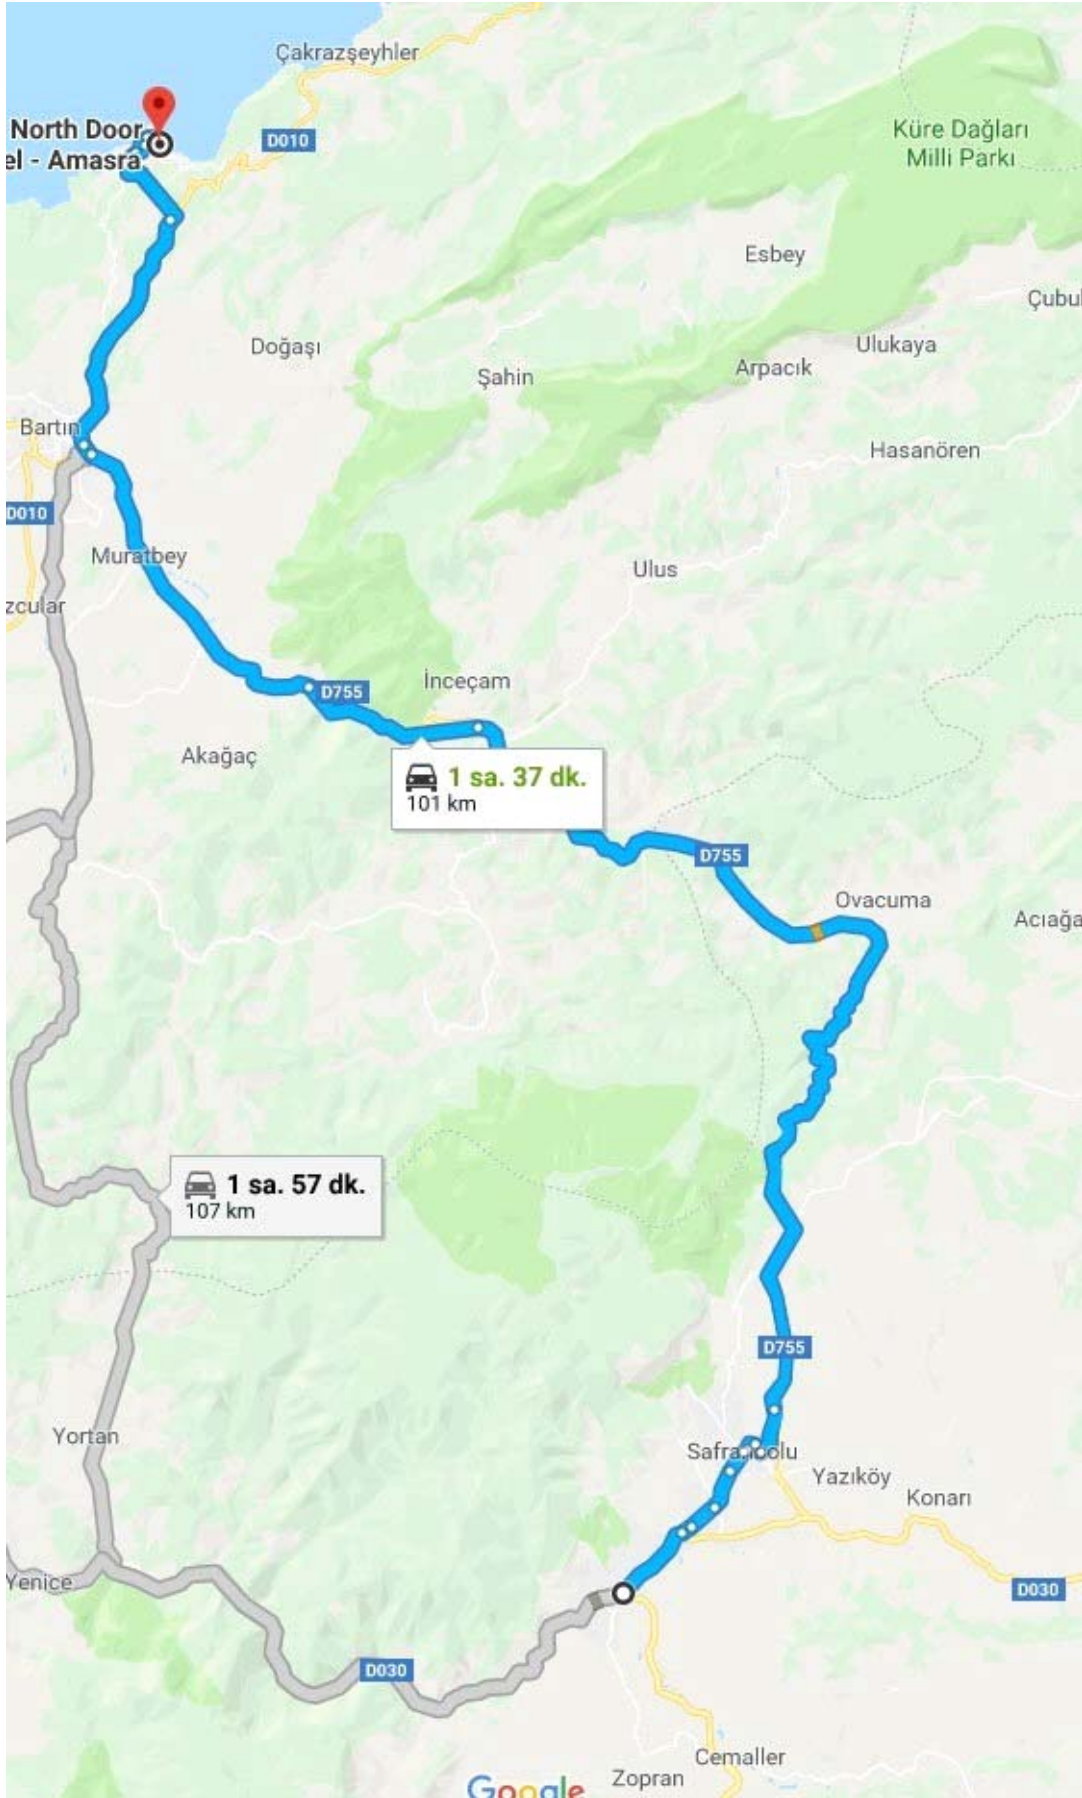 Çakrazşeyhler
North Door
el - Amasra
D010
Küre Dağları
Milli Parkı
Esbey
Çubul
Doğaşı
Ulukaya
Şahin
Arpacık
Bartın
Hasanören
D010
Muratbey
Ulus
zcular
İnceçam
D755
Akağaç
1 sa. 37 dk.
101 km
D755
Ovacuma
Acıağa
1 sa. 57 dk.
107 km
D755
Yortan
Safranbolu
Yazıköy
Konarı
Yenice
D030
D030
Cemaller
Zopran
Google